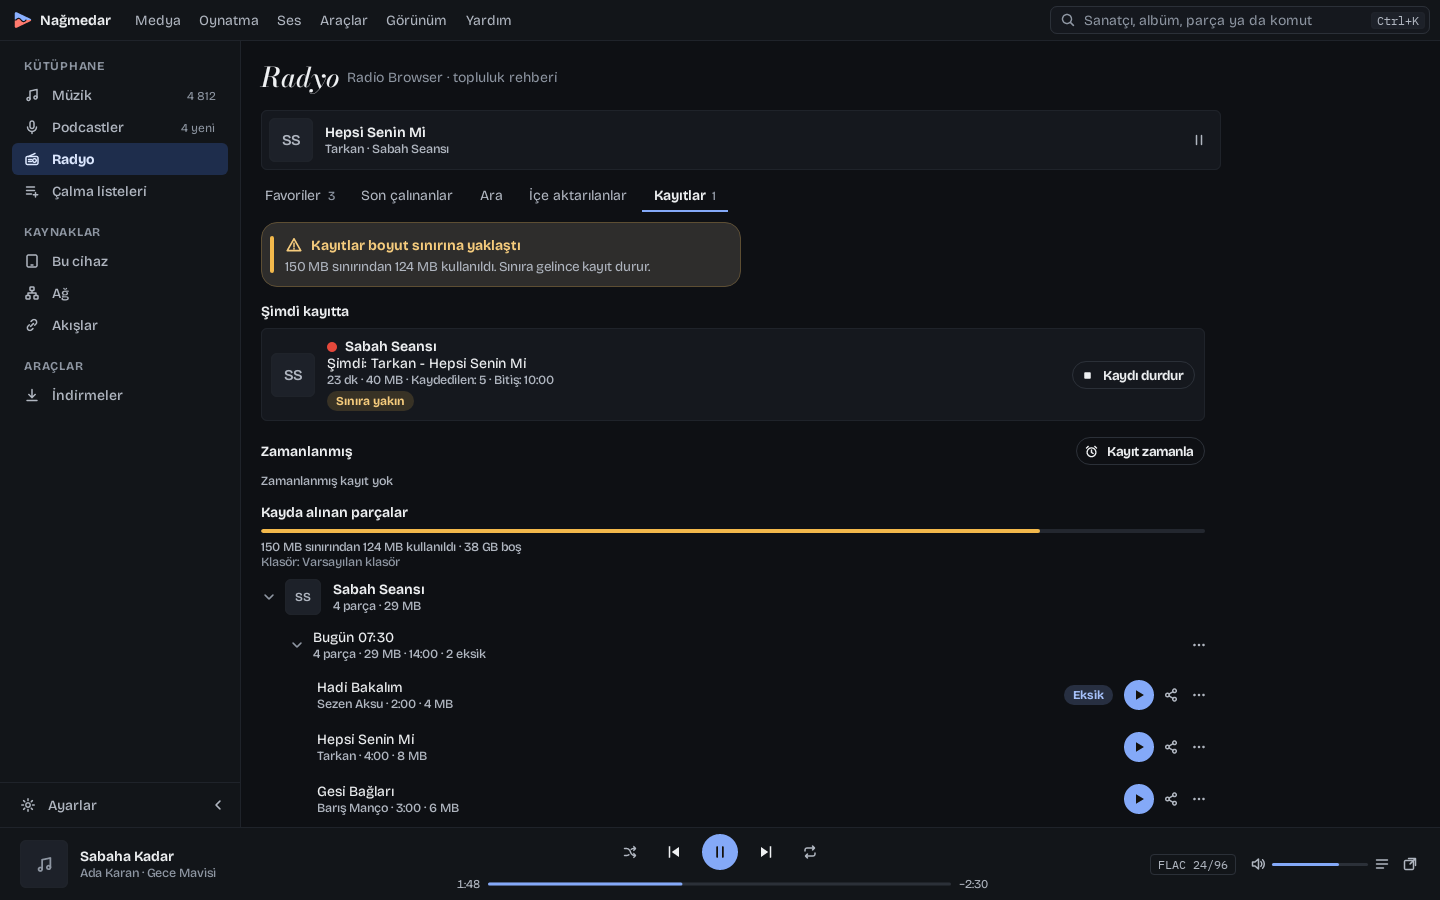 Nağmedar
Medya
Oynatma
Ses
Araçlar
Görünüm
Yardım
Sanatçı, albüm, parça ya da komut
Ctrl+K
KÜTÜPHANE
Müzik
4 812
Podcastler
4 yeni
Radyo
Çalma listeleri
KAYNAKLAR
Bu cihaz
Ağ
Akışlar
ARAÇLAR
İndirmeler
Ayarlar
Radyo
Radio Browser · topluluk rehberi
SS
Hepsi Senin Mi
Tarkan · Sabah Seansı
Favoriler 3
Son çalınanlar
Ara
İçe aktarılanlar
Kayıtlar 1
Kayıtlar boyut sınırına yaklaştı
150 MB sınırından 124 MB kullanıldı. Sınıra gelince kayıt durur.
Şimdi kayıtta
SS
Sabah Seansı
Şimdi: Tarkan - Hepsi Senin Mi
23 dk · 40 MB · Kaydedilen: 5 · Bitiş: 10:00
Sınıra yakın
Kaydı durdur
Zamanlanmış
Kayıt zamanla
Zamanlanmış kayıt yok
Kayda alınan parçalar
150 MB sınırından 124 MB kullanıldı · 38 GB boş
Klasör: Varsayılan klasör
SS
Sabah Seansı
4 parça · 29 MB
Bugün 07:30
4 parça · 29 MB · 14:00 · 2 eksik
Hadi Bakalım
Sezen Aksu · 2:00 · 4 MB
Eksik
Hepsi Senin Mi
Tarkan · 4:00 · 8 MB
Gesi Bağları
Barış Manço · 3:00 · 6 MB
Sabaha Kadar
Ada Karan · Gece Mavisi
1:48
−2:30
FLAC 24/96